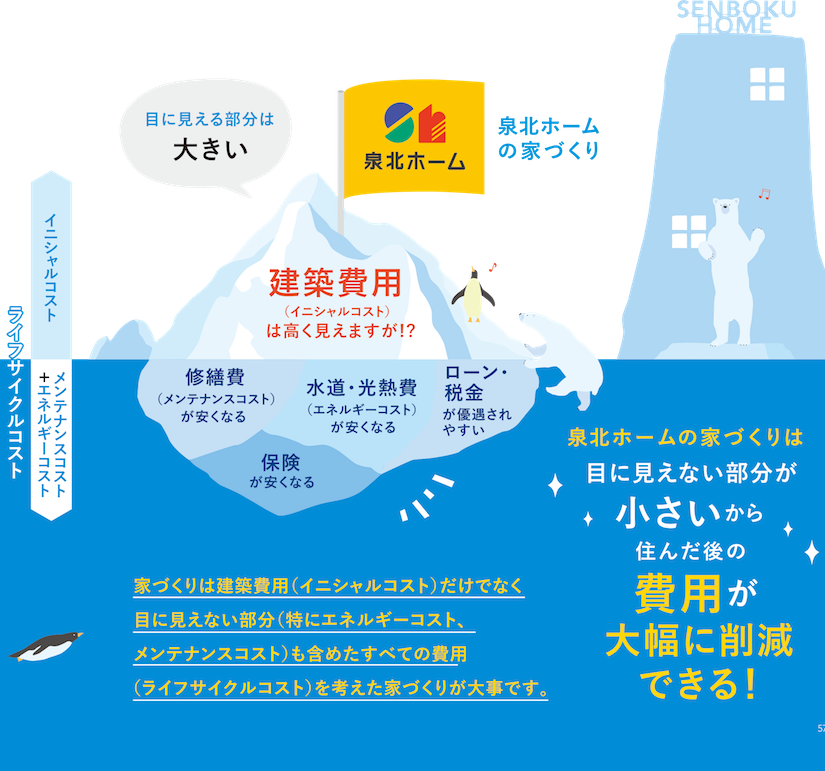 SENBOKU
HOME
目に見える部分は
大きい
泉北ホーム
泉北ホーム
の家づくり
イニシャルコスト
ライフサイクルコスト
メンテナンスコスト
+エネルギーコスト
建築費用
（イニシャルコスト）
は高く見えますが!?
修繕費
（メンテナンスコスト）
が安くなる
水道・光熱費
（エネルギーコスト）
が安くなる
ローン・
税金
が優遇され
やすい
保険
が安くなる
泉北ホームの家づくりは
目に見えない部分が
小さいから
住んだ後の
費用が
大幅に削減
できる！
家づくりは建築費用（イニシャルコスト）だけでなく
目に見えない部分（特にエネルギーコスト、
メンテナンスコスト）も含めたすべての費用
（ライフサイクルコスト）を考えた家づくりが大事です。
57